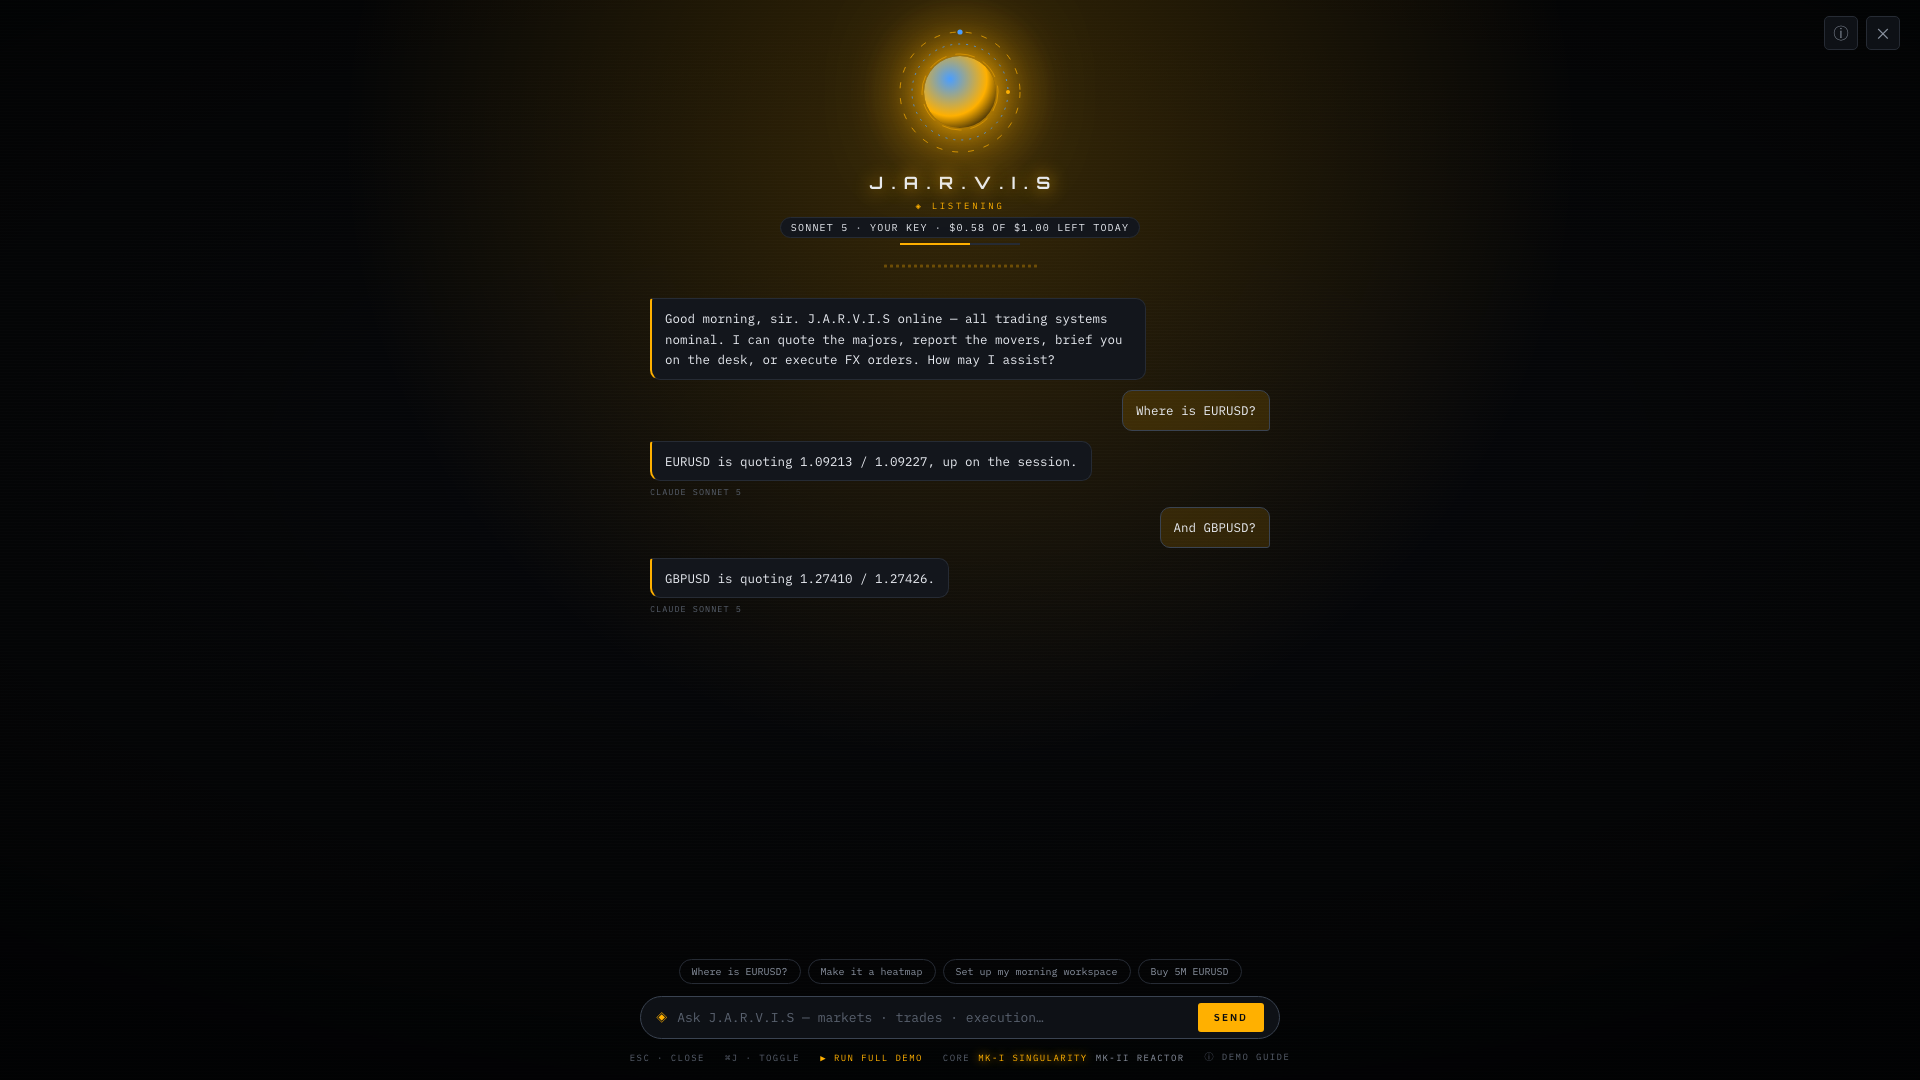 J.A.R.V.I.S
◈ LISTENING
SONNET 5 · YOUR KEY · $0.58 OF $1.00 LEFT TODAY
Good morning, sir. J.A.R.V.I.S online — all trading systems
nominal. I can quote the majors, report the movers, brief you
on the desk, or execute FX orders. How may I assist?
Where is EURUSD?
EURUSD is quoting 1.09213 / 1.09227, up on the session.
CLAUDE SONNET 5
And GBPUSD?
GBPUSD is quoting 1.27410 / 1.27426.
CLAUDE SONNET 5
Where is EURUSD? Make it a heatmap Set up my morning workspace Buy 5M EURUSD
◈ Ask J.A.R.V.I.S — markets · trades · execution… SEND
ESC · CLOSE ⌘J · TOGGLE ▶ RUN FULL DEMO CORE MK-I SINGULARITY MK-II REACTOR ⓘ DEMO GUIDE